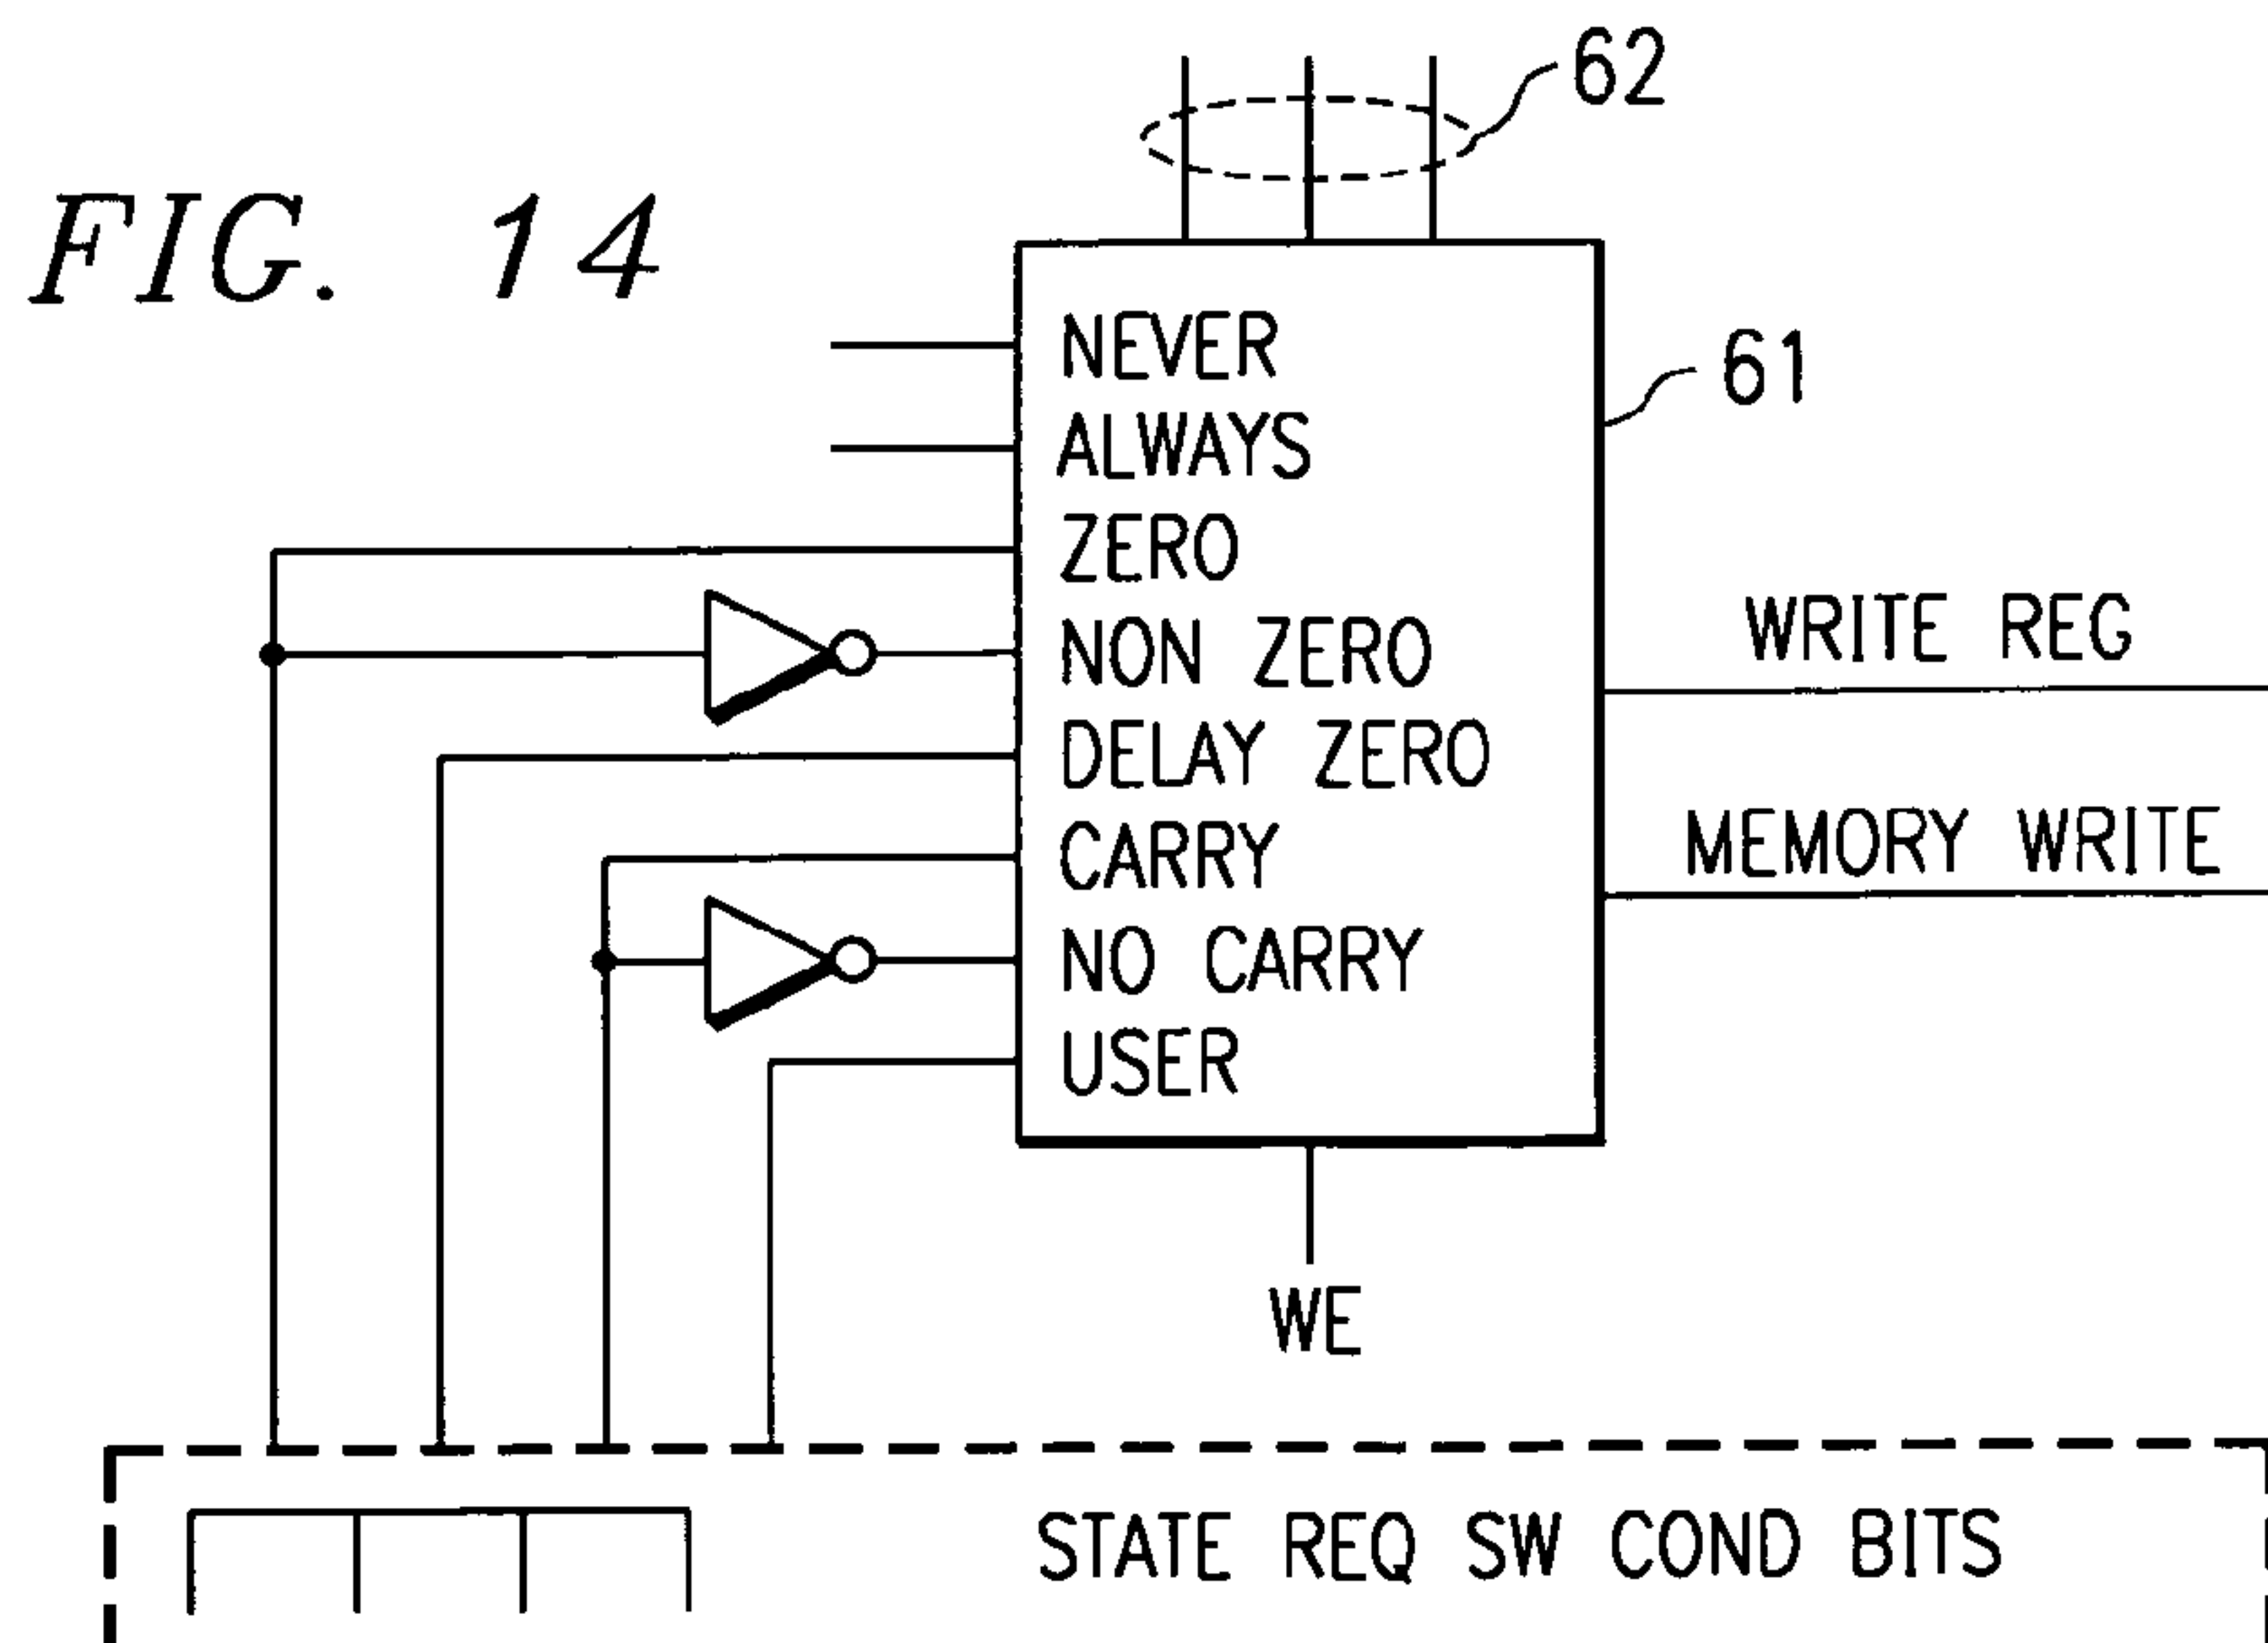 62
FIG. 14
NEVER
61
ALWAYS
ZERO
NON ZERO
WRITE REG
DELAY ZERO
CARRY
MEMORY WRITE
NO CARRY
USER
WE
STATE REQ SW COND BITS